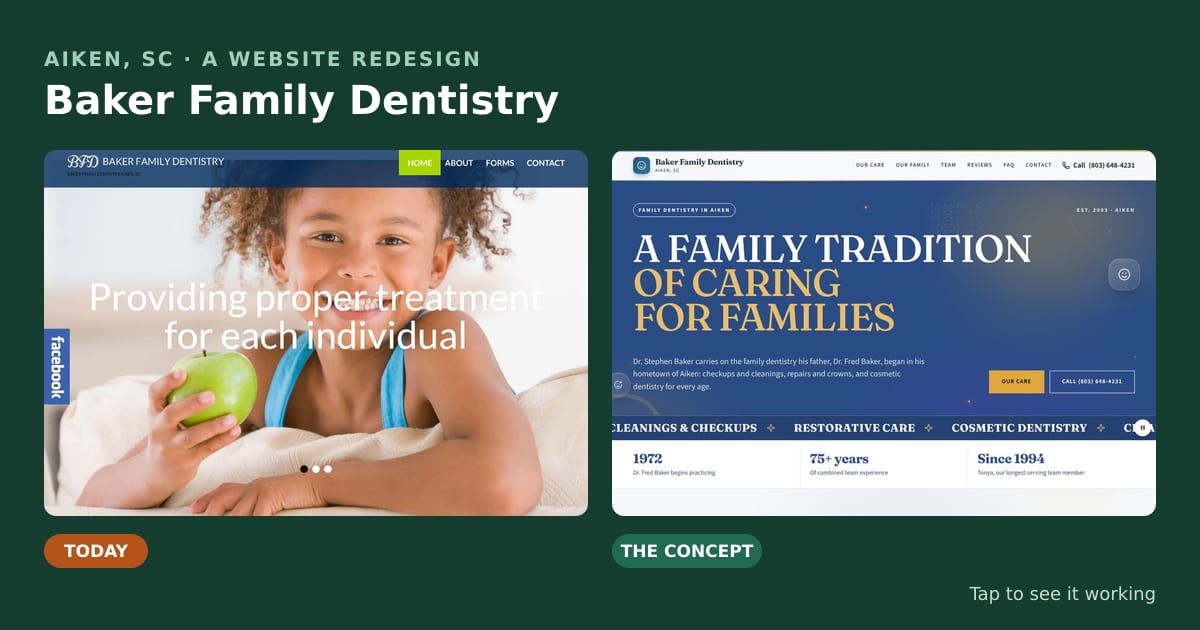 AIKEN, SC · A WEBSITE REDESIGN
Baker Family Dentistry
BFD BAKER FAMILY DENTISTRY
BAKER FAMILY DENTISTRY AIKEN, SC
HOME ABOUT FORMS CONTACT
Providing proper treatment
for each individual
facebook
TODAY
Baker Family Dentistry
AIKEN, SC
OUR CARE OUR FAMILY TEAM REVIEWS FAQ CONTACT Call (803) 648-4231
FAMILY DENTISTRY IN AIKEN
EST. 2003 · AIKEN
A FAMILY TRADITION
OF CARING
FOR FAMILIES
Dr. Stephen Baker carries on the family dentistry his father, Dr. Fred Baker, began in his
hometown of Aiken: checkups and cleanings, repairs and crowns, and cosmetic
dentistry for every age.
OUR CARE CALL (803) 648-4231
CLEANINGS & CHECKUPS RESTORATIVE CARE COSMETIC DENTISTRY
1972
Dr. Fred Baker begins practicing
75+ years
Of combined team experience
Since 1994
Tonya, our longest-serving team member
THE CONCEPT
Tap to see it working